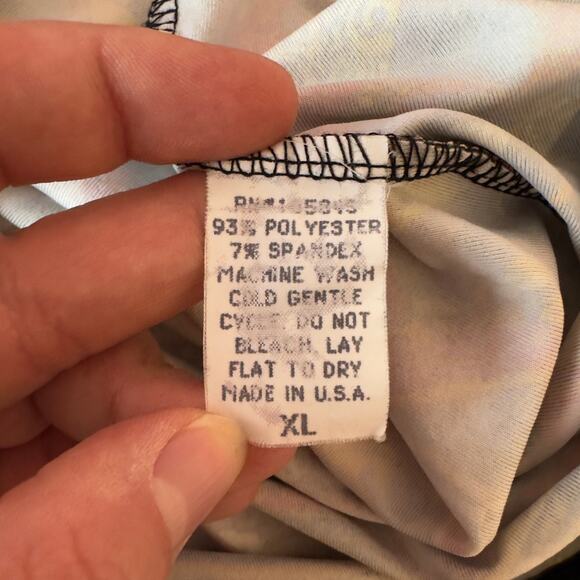 93% POLYESTER
7% SPANDEX
MACHINE WASH
COLD GENTLE
CYCLE, DO NOT
BLEACH, LAY
FLAT TO DRY
MADE IN U.S.A.
XL